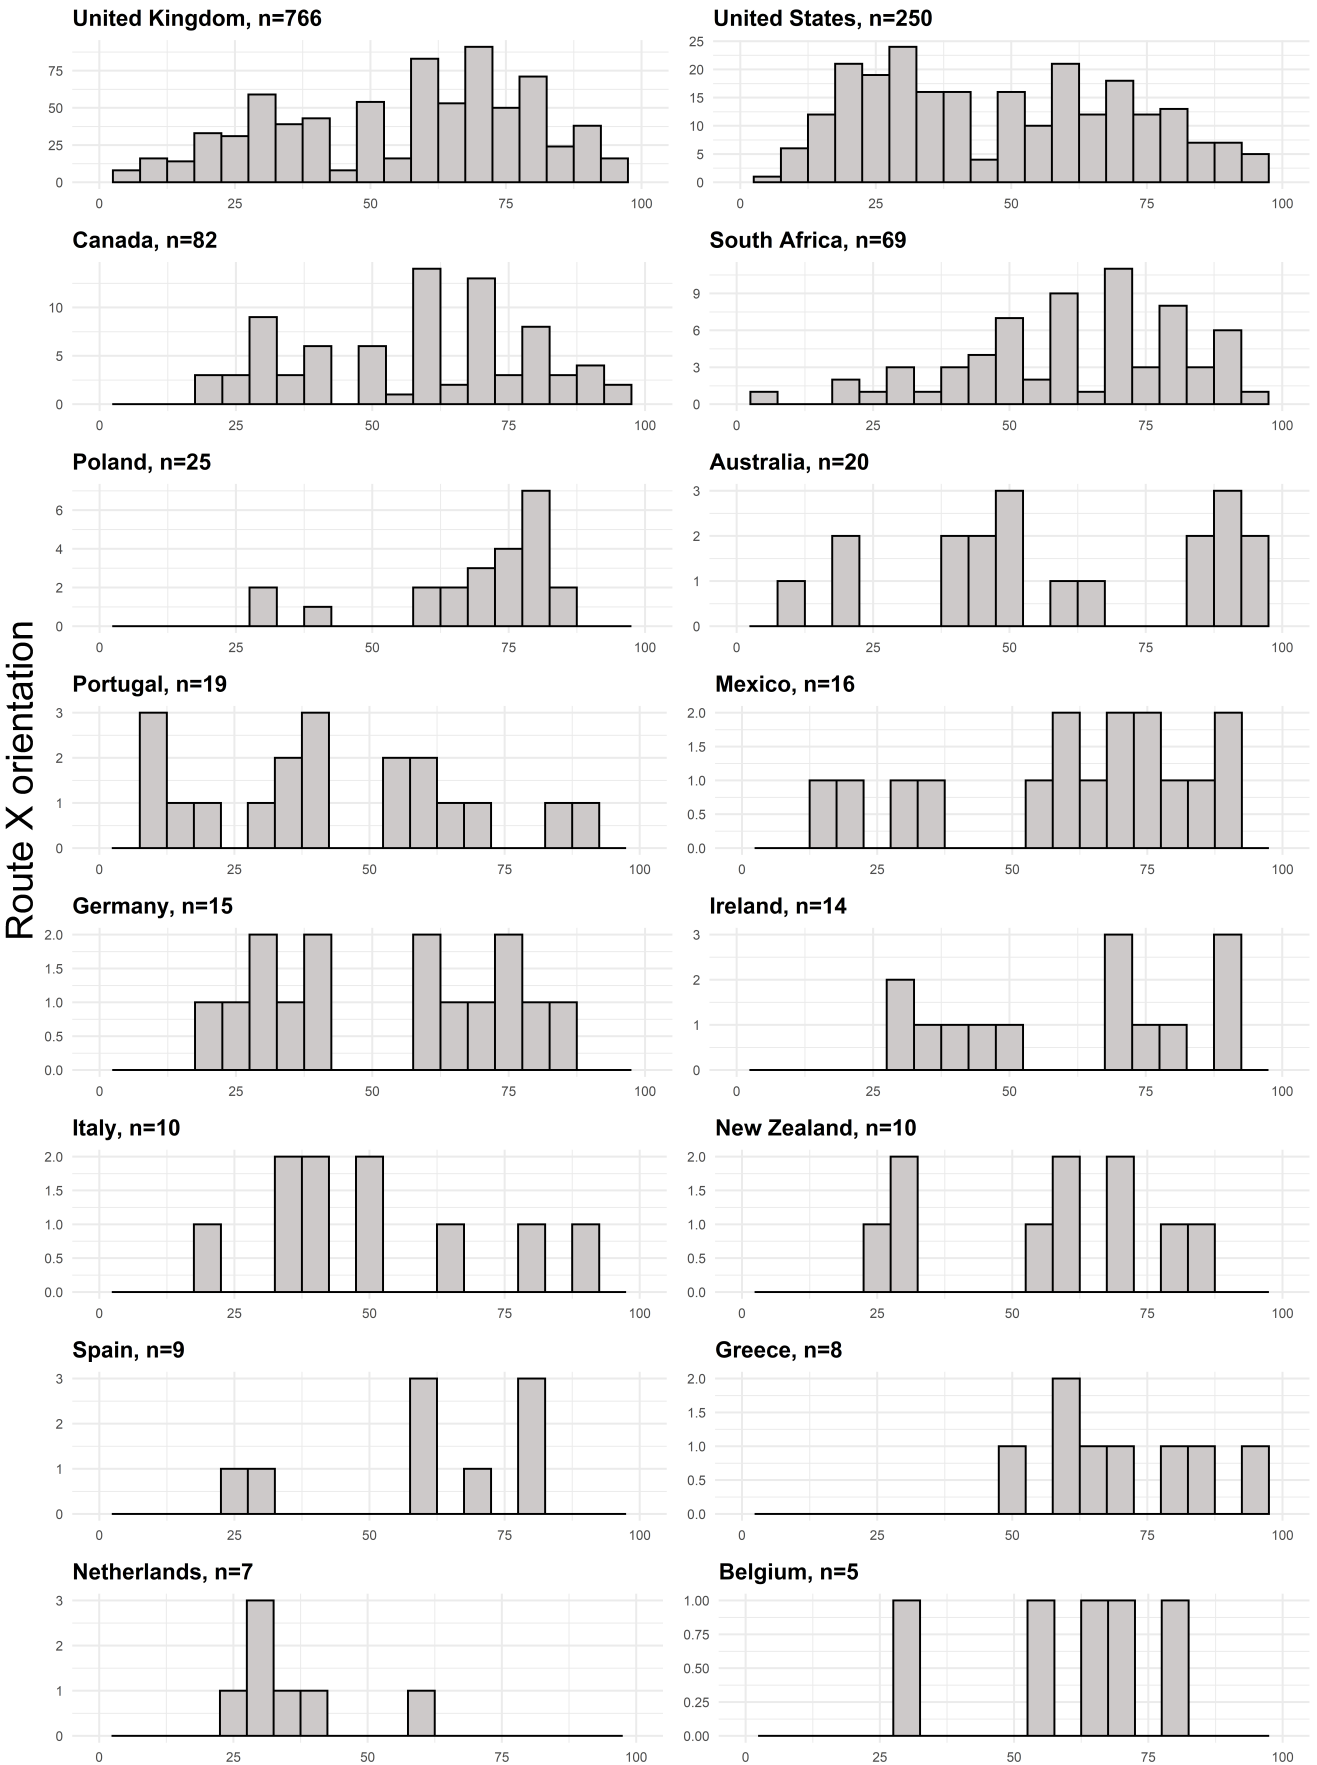 United Kingdom, n=766
75
50
25
0
0 25 50 75 100
United States, n=250
25
20
15
10
5
0
0 25 50 75 100
Canada, n=82
10
5
0
0 25 50 75 100
South Africa, n=69
9
6
3
0
0 25 50 75 100
Poland, n=25
6
4
2
0
0 25 50 75 100
Australia, n=20
3
2
1
0
0 25 50 75 100
Route X orientation
Portugal, n=19
3
2
1
0
0 25 50 75 100
Mexico, n=16
2.0
1.5
1.0
0.5
0.0
0 25 50 75 100
Germany, n=15
2.0
1.5
1.0
0.5
0.0
0 25 50 75 100
Ireland, n=14
3
2
1
0
0 25 50 75 100
Italy, n=10
2.0
1.5
1.0
0.5
0.0
0 25 50 75 100
New Zealand, n=10
2.0
1.5
1.0
0.5
0.0
0 25 50 75 100
Spain, n=9
3
2
1
0
0 25 50 75 100
Greece, n=8
2.0
1.5
1.0
0.5
0.0
0 25 50 75 100
Netherlands, n=7
3
2
1
0
0 25 50 75 100
Belgium, n=5
1.00
0.75
0.50
0.25
0.00
0 25 50 75 100